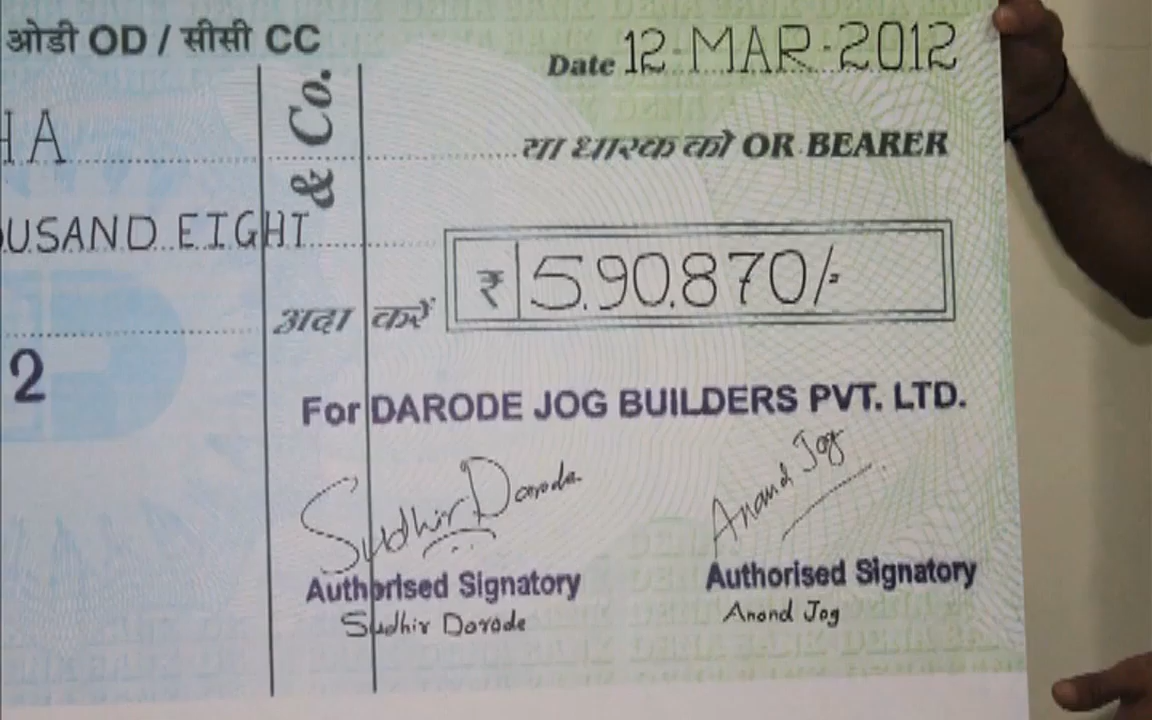 ओडी OD / सीसी CC
Date 12-MAR-2012
HA
& Co.
या धारक को OR BEARER
OUSAND EIGHT
₹ 5.90.870/-
अदा करें
2
For DARODE JOG BUILDERS PVT. LTD.
Sudhir Darode
Anand Jog
Authorised Signatory
Authorised Signatory
Sudhir Darode
Anand Jog